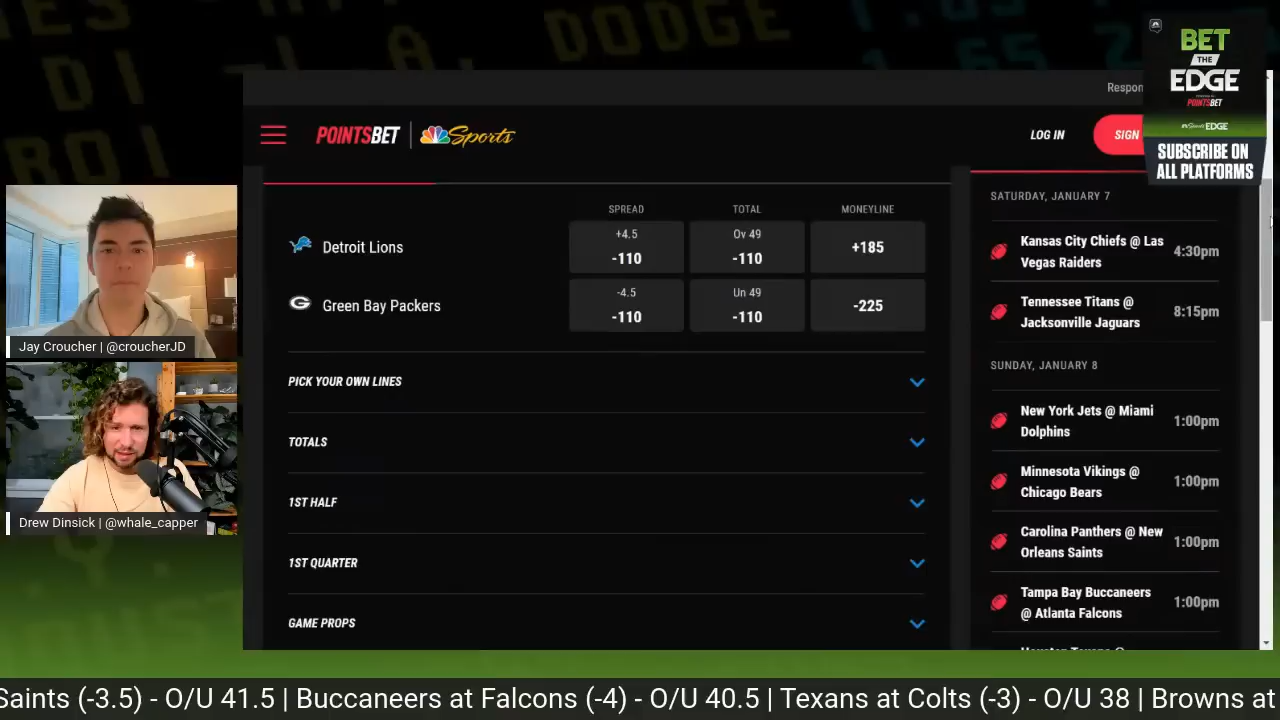 DODGE
BET
THE
EDGE
POINTSBET
EDGE
SUBSCRIBE ON
ALL PLATFORMS
Respon
POINTSBET | Sports
LOG IN
SIGN
SPREAD TOTAL MONEYLINE
Detroit Lions
+4.5
-110
Ov 49
-110
+185
Green Bay Packers
-4.5
-110
Un 49
-110
-225
PICK YOUR OWN LINES
TOTALS
1ST HALF
1ST QUARTER
GAME PROPS
SATURDAY, JANUARY 7
Kansas City Chiefs @ Las
Vegas Raiders
4:30pm
Tennessee Titans @
Jacksonville Jaguars
8:15pm
SUNDAY, JANUARY 8
New York Jets @ Miami
Dolphins
1:00pm
Minnesota Vikings @
Chicago Bears
1:00pm
Carolina Panthers @ New
Orleans Saints
1:00pm
Tampa Bay Buccaneers
@ Atlanta Falcons
1:00pm
Jay Croucher | @croucherJD
Drew Dinsick | @whale_capper
Saints (-3.5) - O/U 41.5 | Buccaneers at Falcons (-4) - O/U 40.5 | Texans at Colts (-3) - O/U 38 | Browns at